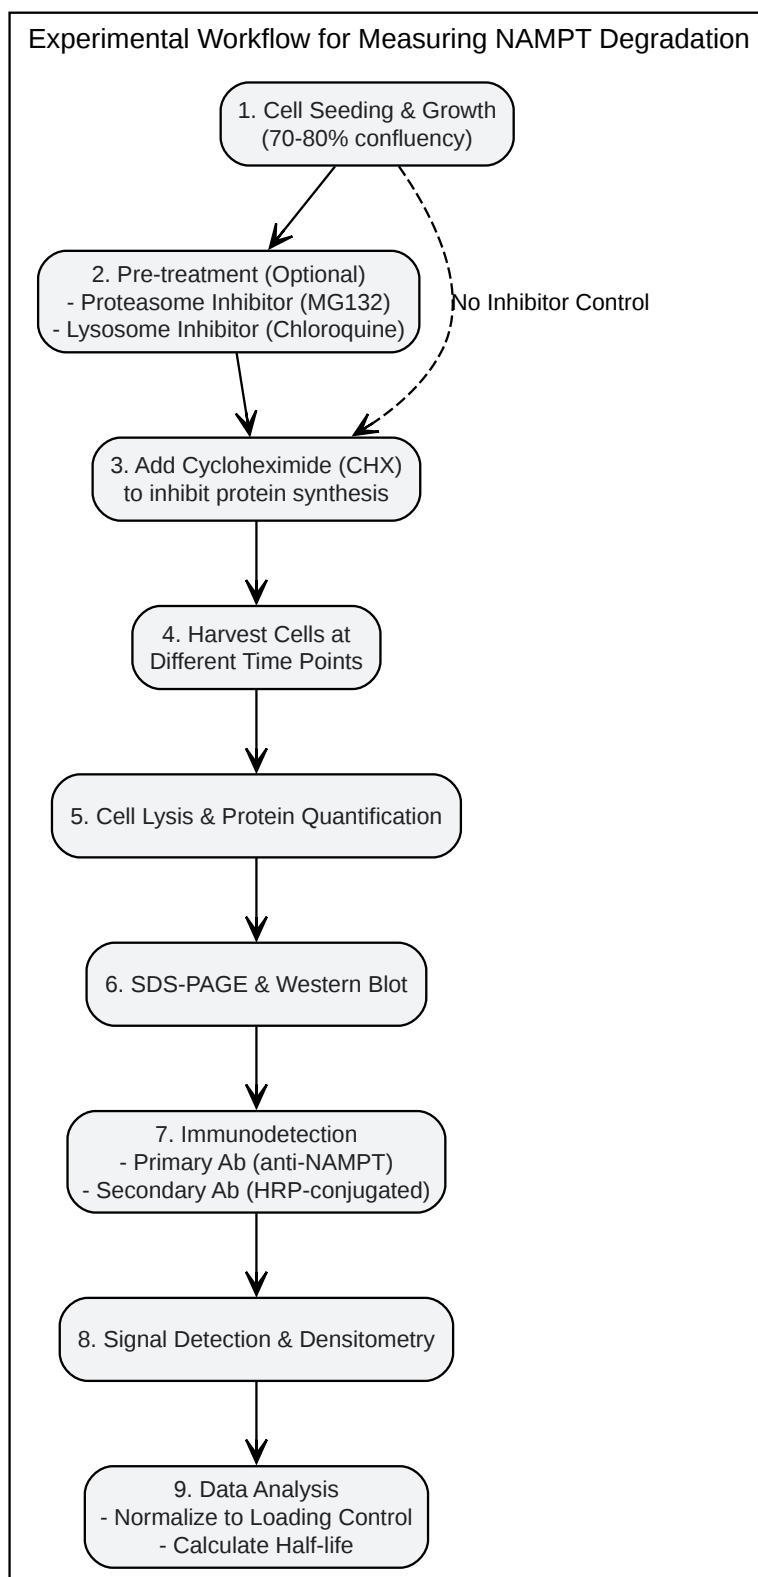 Experimental Workflow for Measuring NAMPT Degradation
1. Cell Seeding & Growth
(70-80% confluency)
2. Pre-treatment (Optional)
- Proteasome Inhibitor (MG132)
- Lysosome Inhibitor (Chloroquine)
No Inhibitor Control
3. Add Cycloheximide (CHX)
to inhibit protein synthesis
4. Harvest Cells at
Different Time Points
5. Cell Lysis & Protein Quantification
6. SDS-PAGE & Western Blot
7. Immunodetection
- Primary Ab (anti-NAMPT)
- Secondary Ab (HRP-conjugated)
8. Signal Detection & Densitometry
9. Data Analysis
- Normalize to Loading Control
- Calculate Half-life